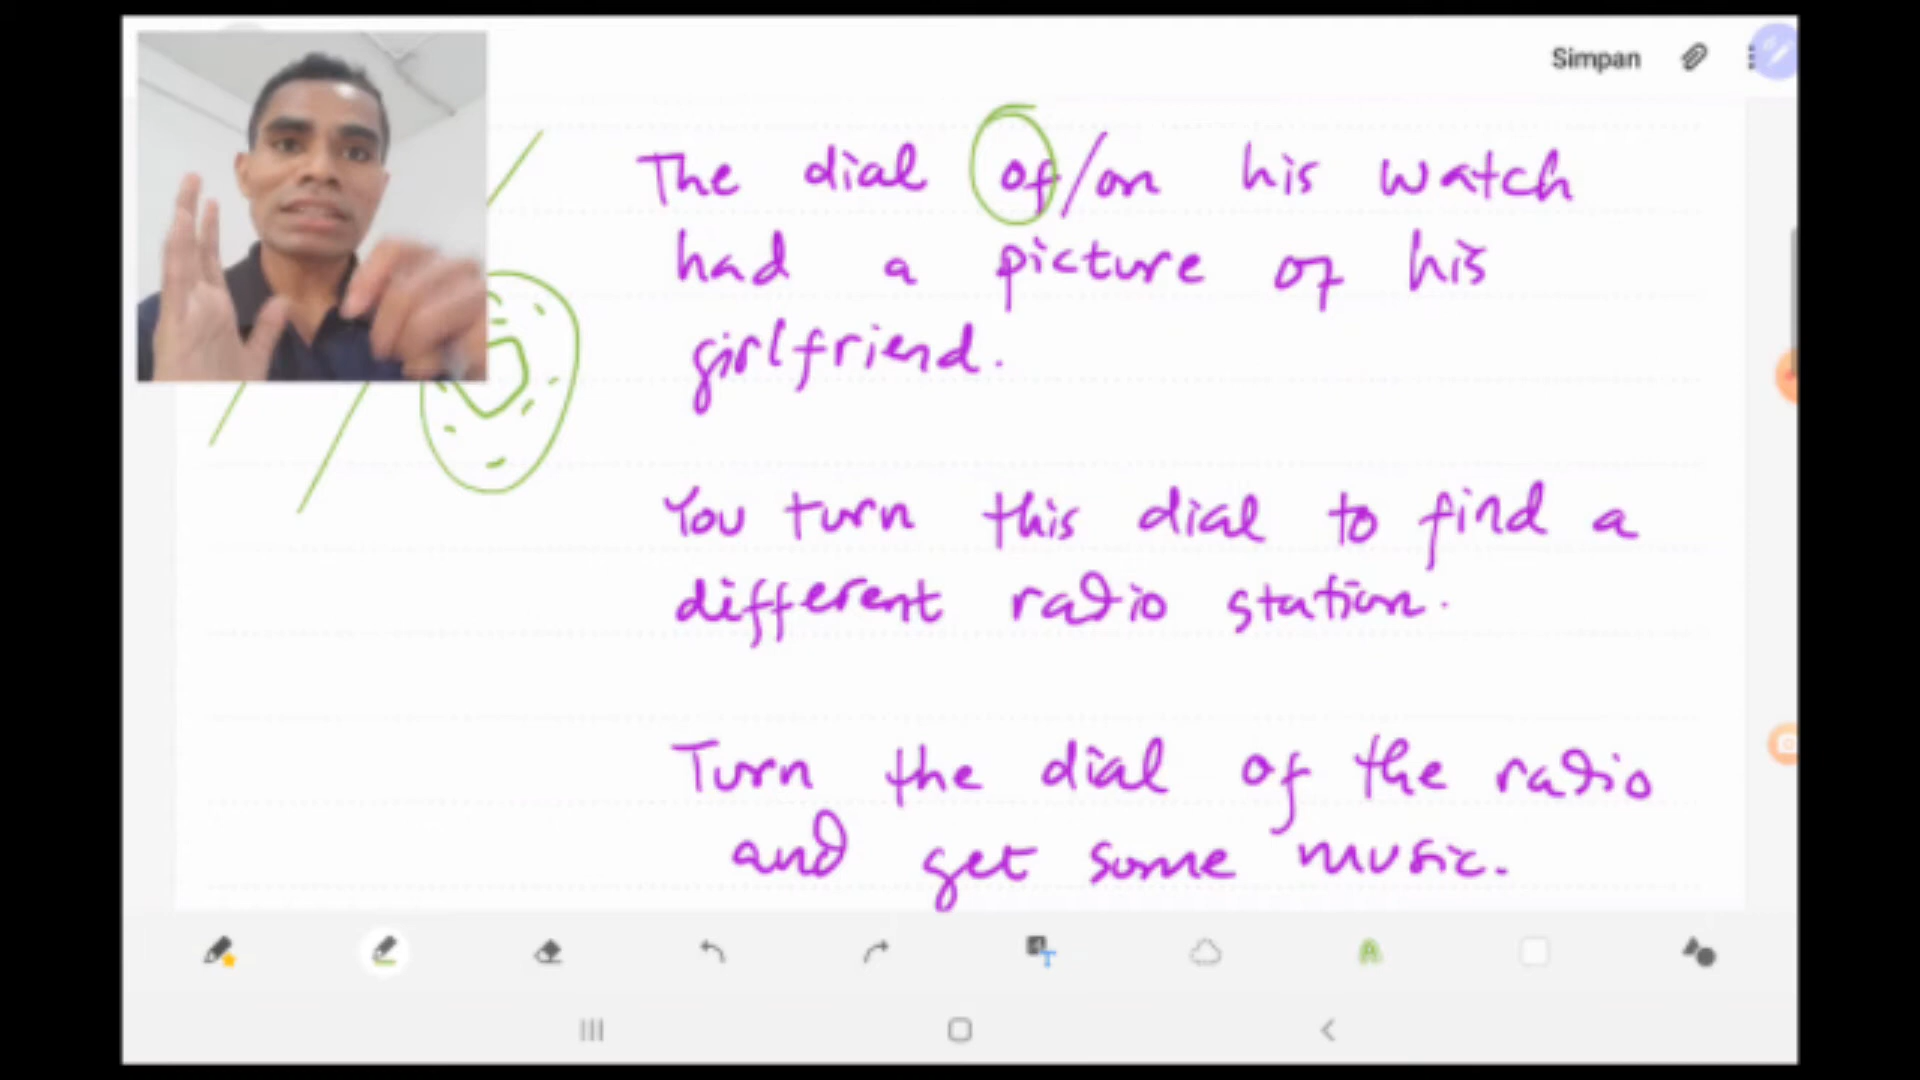 Simpan
The dial of/on his watch
had a picture of his
girlfriend.
You turn this dial to find a
different radio station.
Turn the dial of the radio
and get some music.